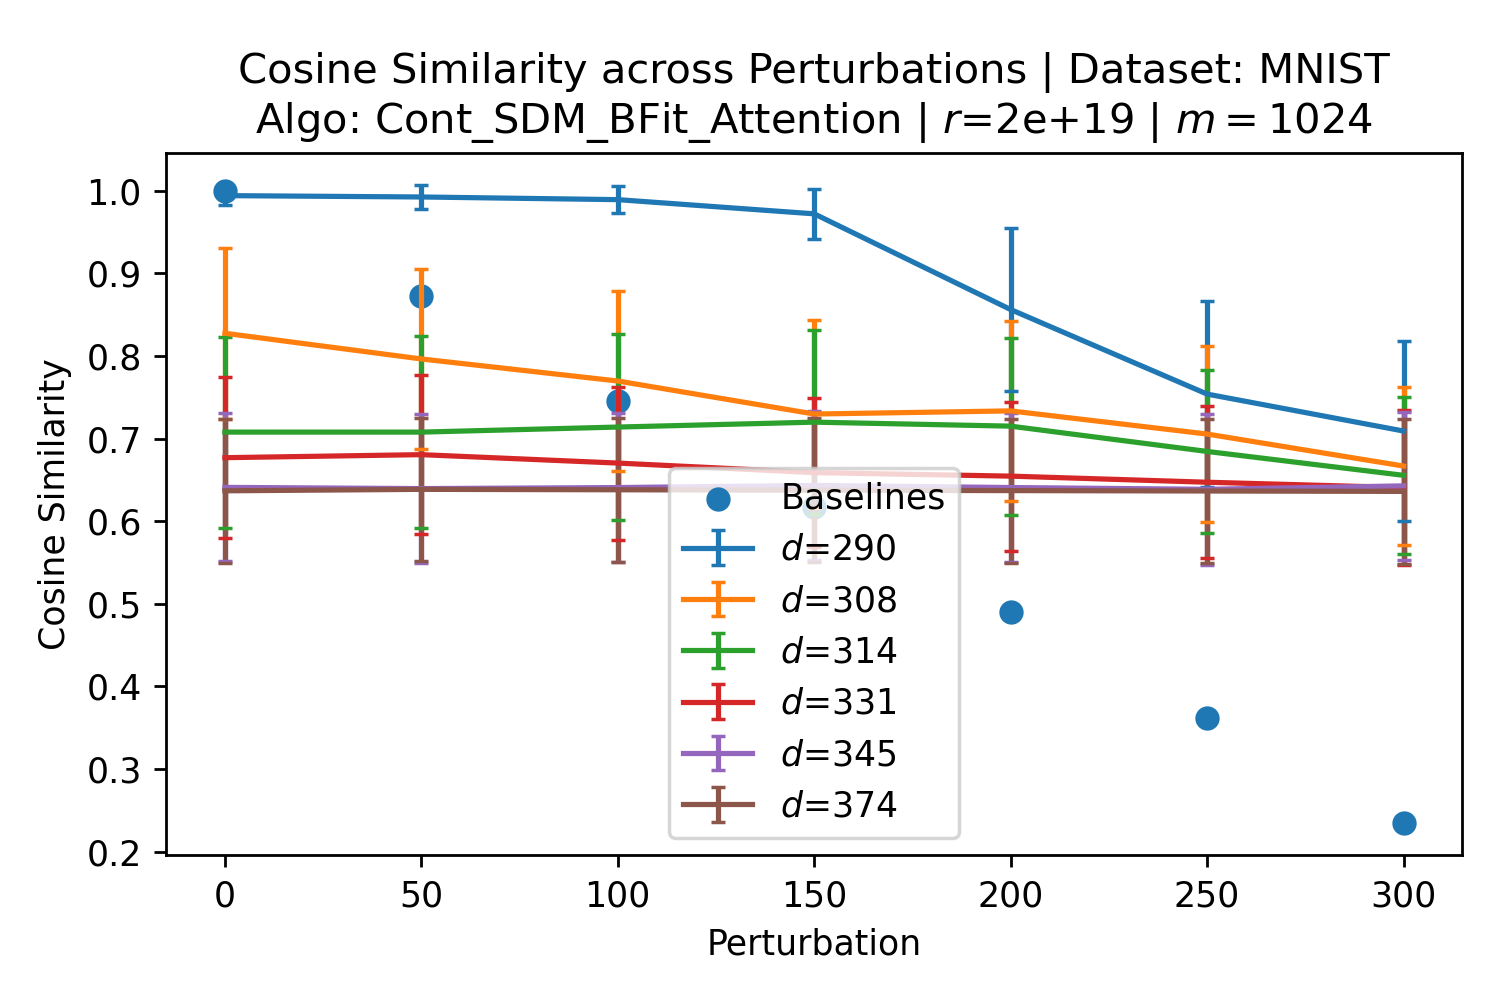 Cosine Similarity across Perturbations | Dataset: MNIST
Algo: Cont_SDM_BFit_Attention | r=2e+19 | m = 1024
Cosine Similarity
1.0
0.9
0.8
0.7
0.6
0.5
0.4
0.3
0.2
Baselines
d=290
d=308
d=314
d=331
d=345
d=374
0 50 100 150 200 250 300
Perturbation